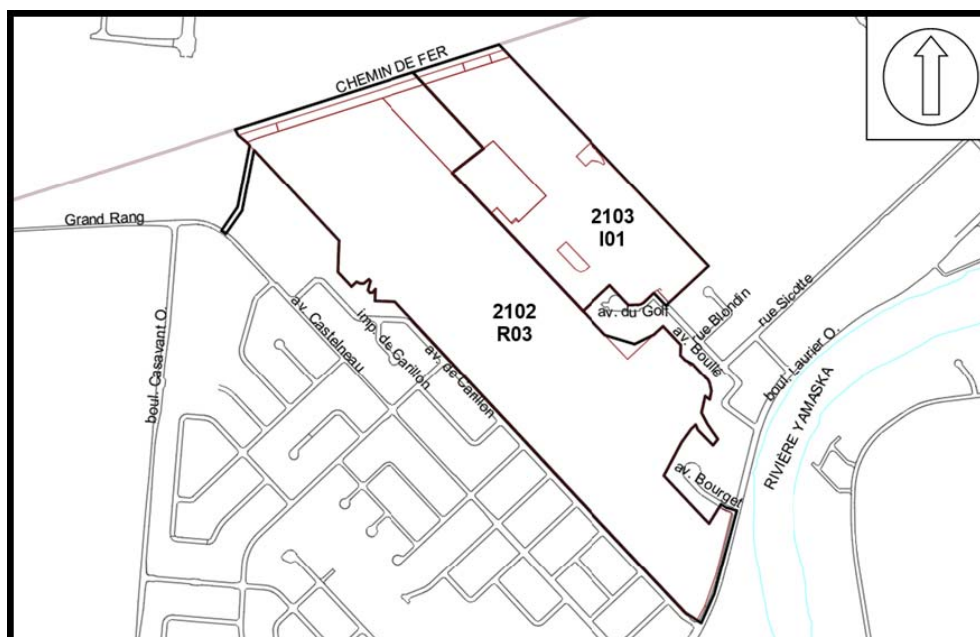 CHEMIN DE FER
Grand Rang
2103
I01
boul. Casavant O.
av. Castelneau
imp. de Carillon
av. de Carillon
2102
R03
av. du Golf
rue Blondin
rue Sicotte
av. Boullé
boul. Laurier O.
RIVIÈRE YAMASKA
av. Bourget